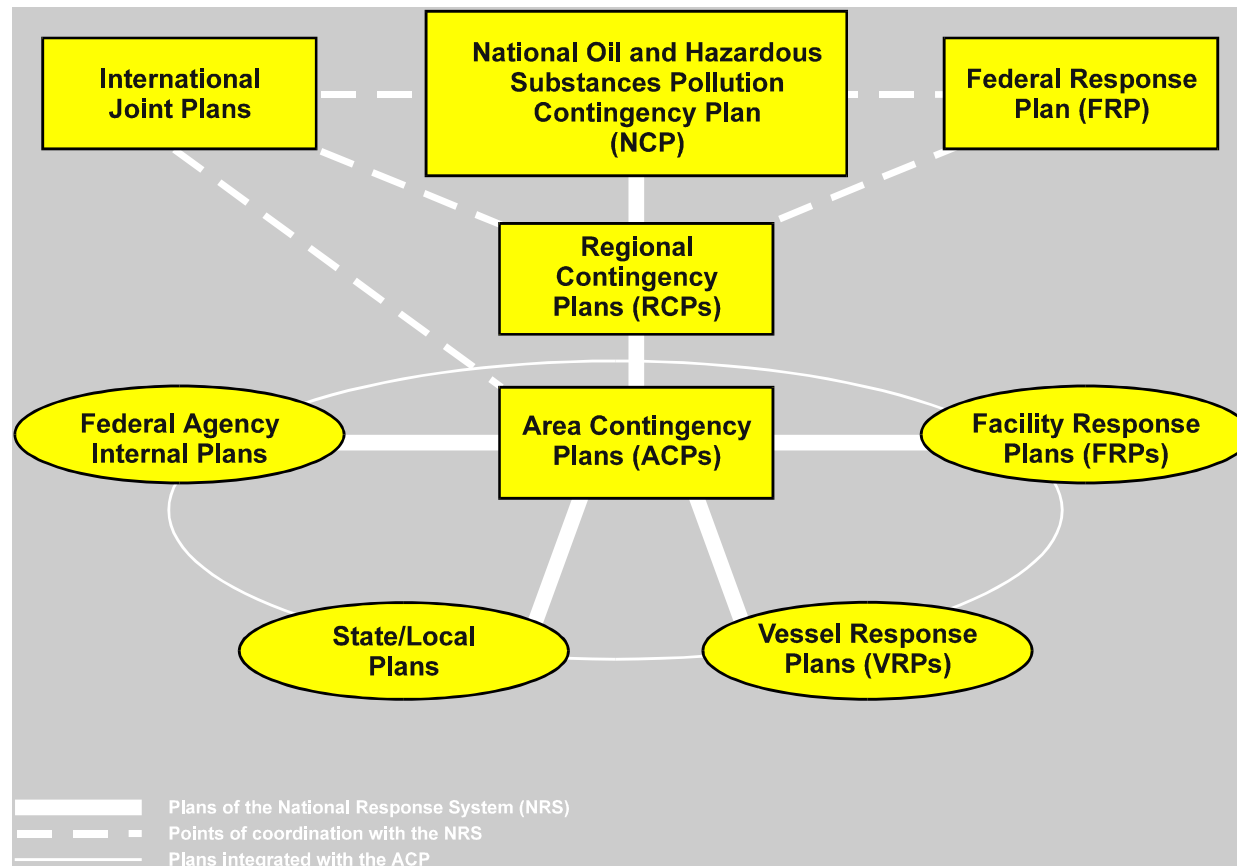 International
Joint Plans
National Oil and Hazardous
Substances Pollution
Contingency Plan
(NCP)
Federal Response
Plan (FRP)
Regional
Contingency
Plans (RCPs)
Federal Agency
Internal Plans
Area Contingency
Plans (ACPs)
Facility Response
Plans (FRPs)
State/Local
Plans
Vessel Response
Plans (VRPs)
Plans of the National Response System (NRS)
Points of coordination with the NRS
Plans integrated with the ACP